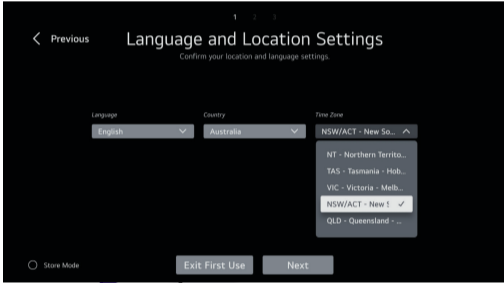 1 2 3
Previous
Language and Location Settings
Confirm your location and language settings.
Language Country Time Zone
English Australia NSW/ACT - New So...
NT - Northern Territo...
TAS - Tasmania - Hob...
VIC - Victoria - Melb...
NSW/ACT - New S
QLD - Queensland - ...
Store Mode
Exit First Use Next